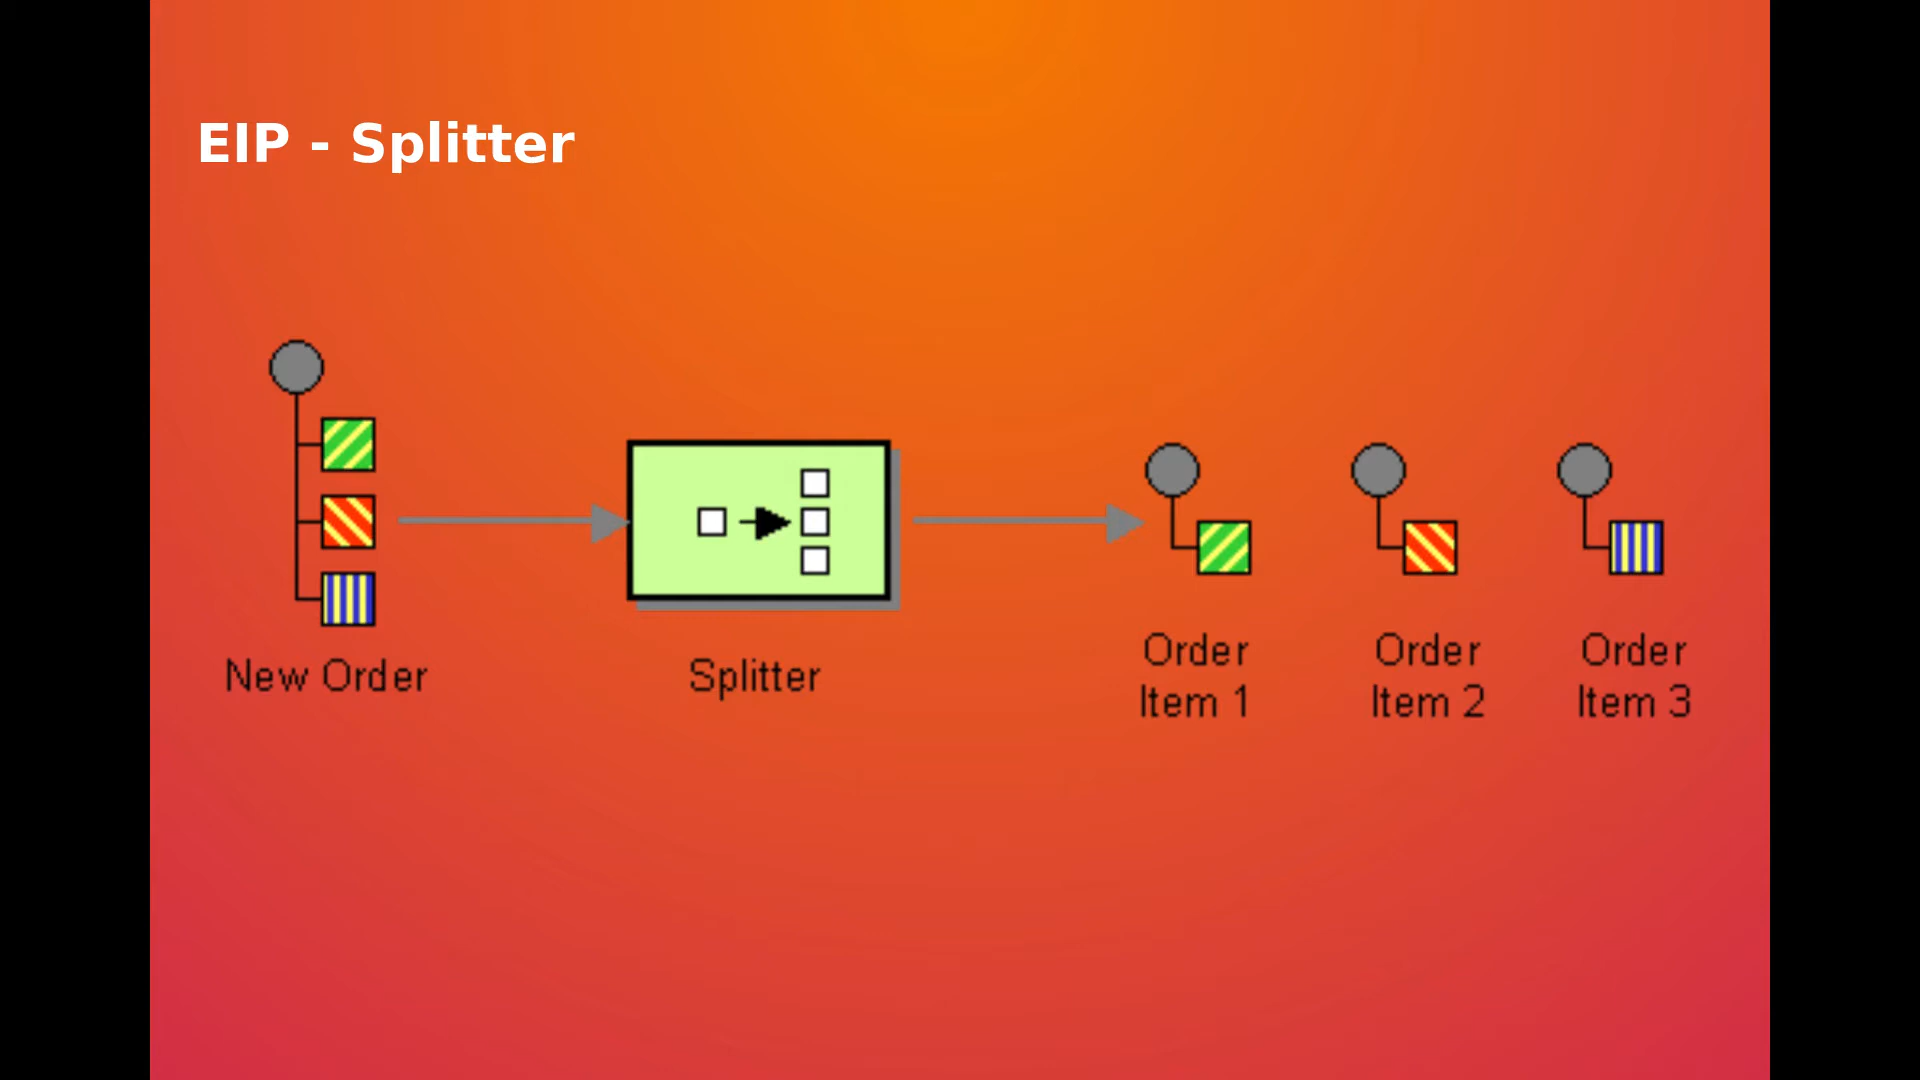 EIP - Splitter
New Order
Splitter
Order
Item 1
Order
Item 2
Order
Item 3